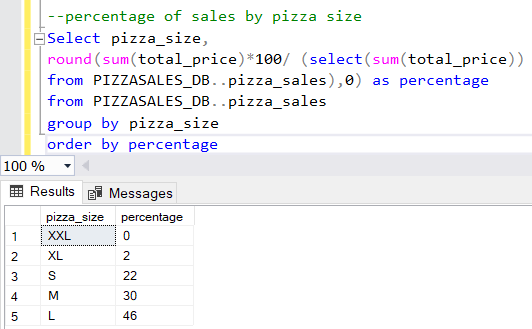 --percentage of sales by pizza size
Select pizza_size,
round(sum(total_price)*100/ (select(sum(total_price))
from PIZZASALES_DB..pizza_sales),0) as percentage
from PIZZASALES_DB..pizza_sales
group by pizza_size
order by percentage
100 %
Results Messages
pizza_size percentage
1 XXL 0
2 XL 2
3 S 22
4 M 30
5 L 46